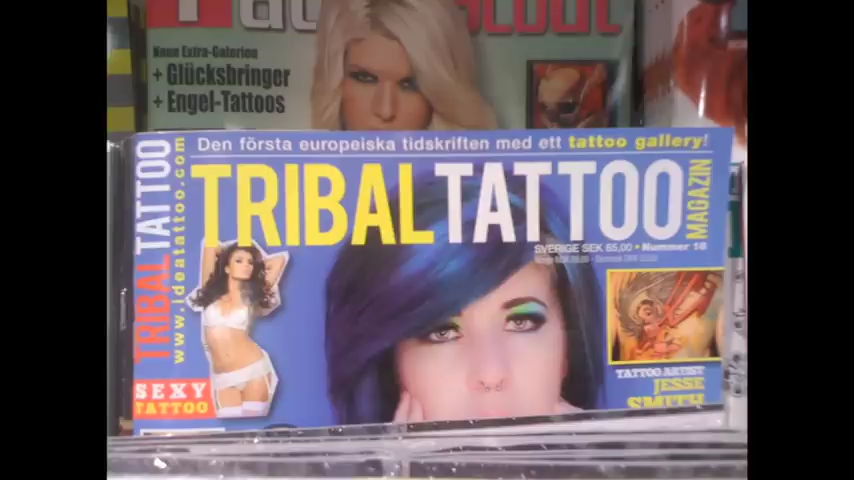 Neue Extra-Galerien
+ Glücksbringer
+ Engel-Tattoos
Den första europeiska tidskriften med ett tattoo gallery!
TRIBAL TATTOO
MAGAZIN
SVERIGE SEK 65,00 • Nummer 18
TRIBAL TATTOO
www.ideatattoo.com
SEXY
TATTOO
TATTOO ARTIST
JESSE
SMITH